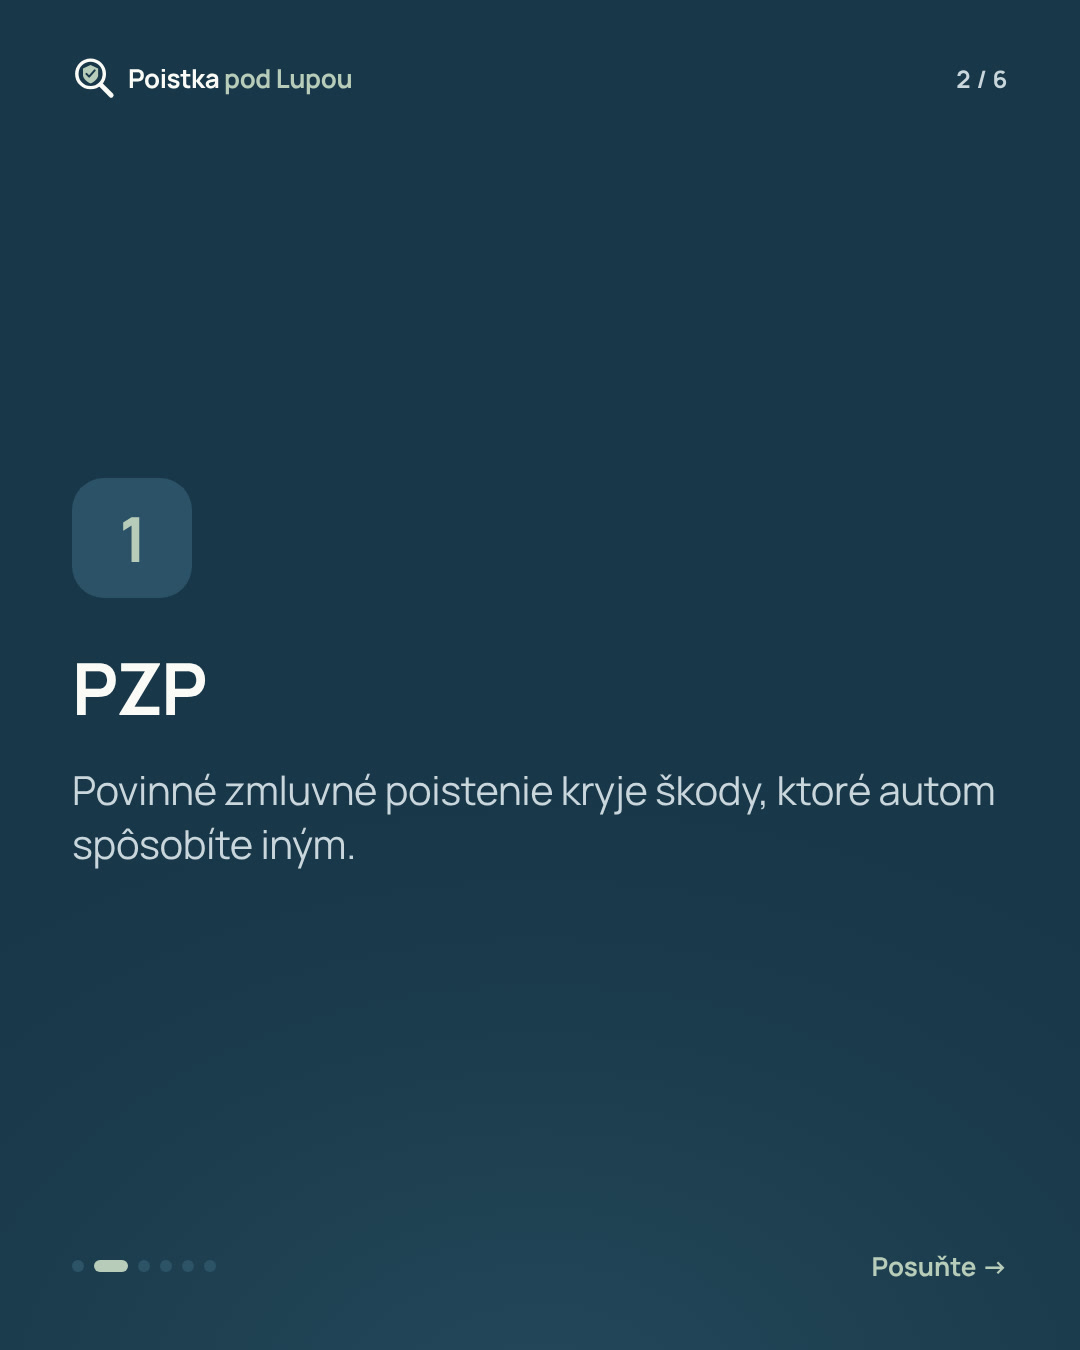 Poistka pod Lupou
2 / 6
1
PZP
Povinné zmluvné poistenie kryje škody, ktoré autom
spôsobíte iným.
Posuňte →